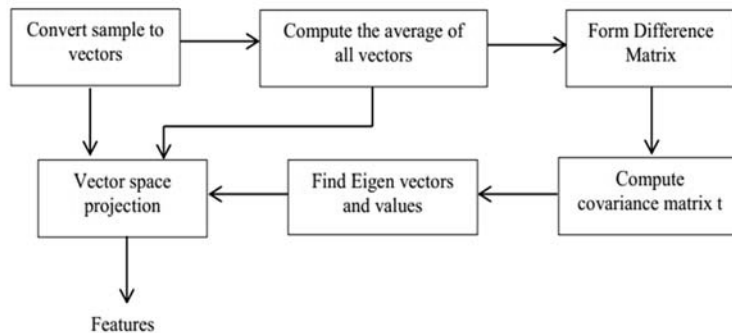 Convert sample to
vectors
Compute the average of
all vectors
Form Difference
Matrix
Vector space
projection
Find Eigen vectors
and values
Compute
covariance matrix t
Features